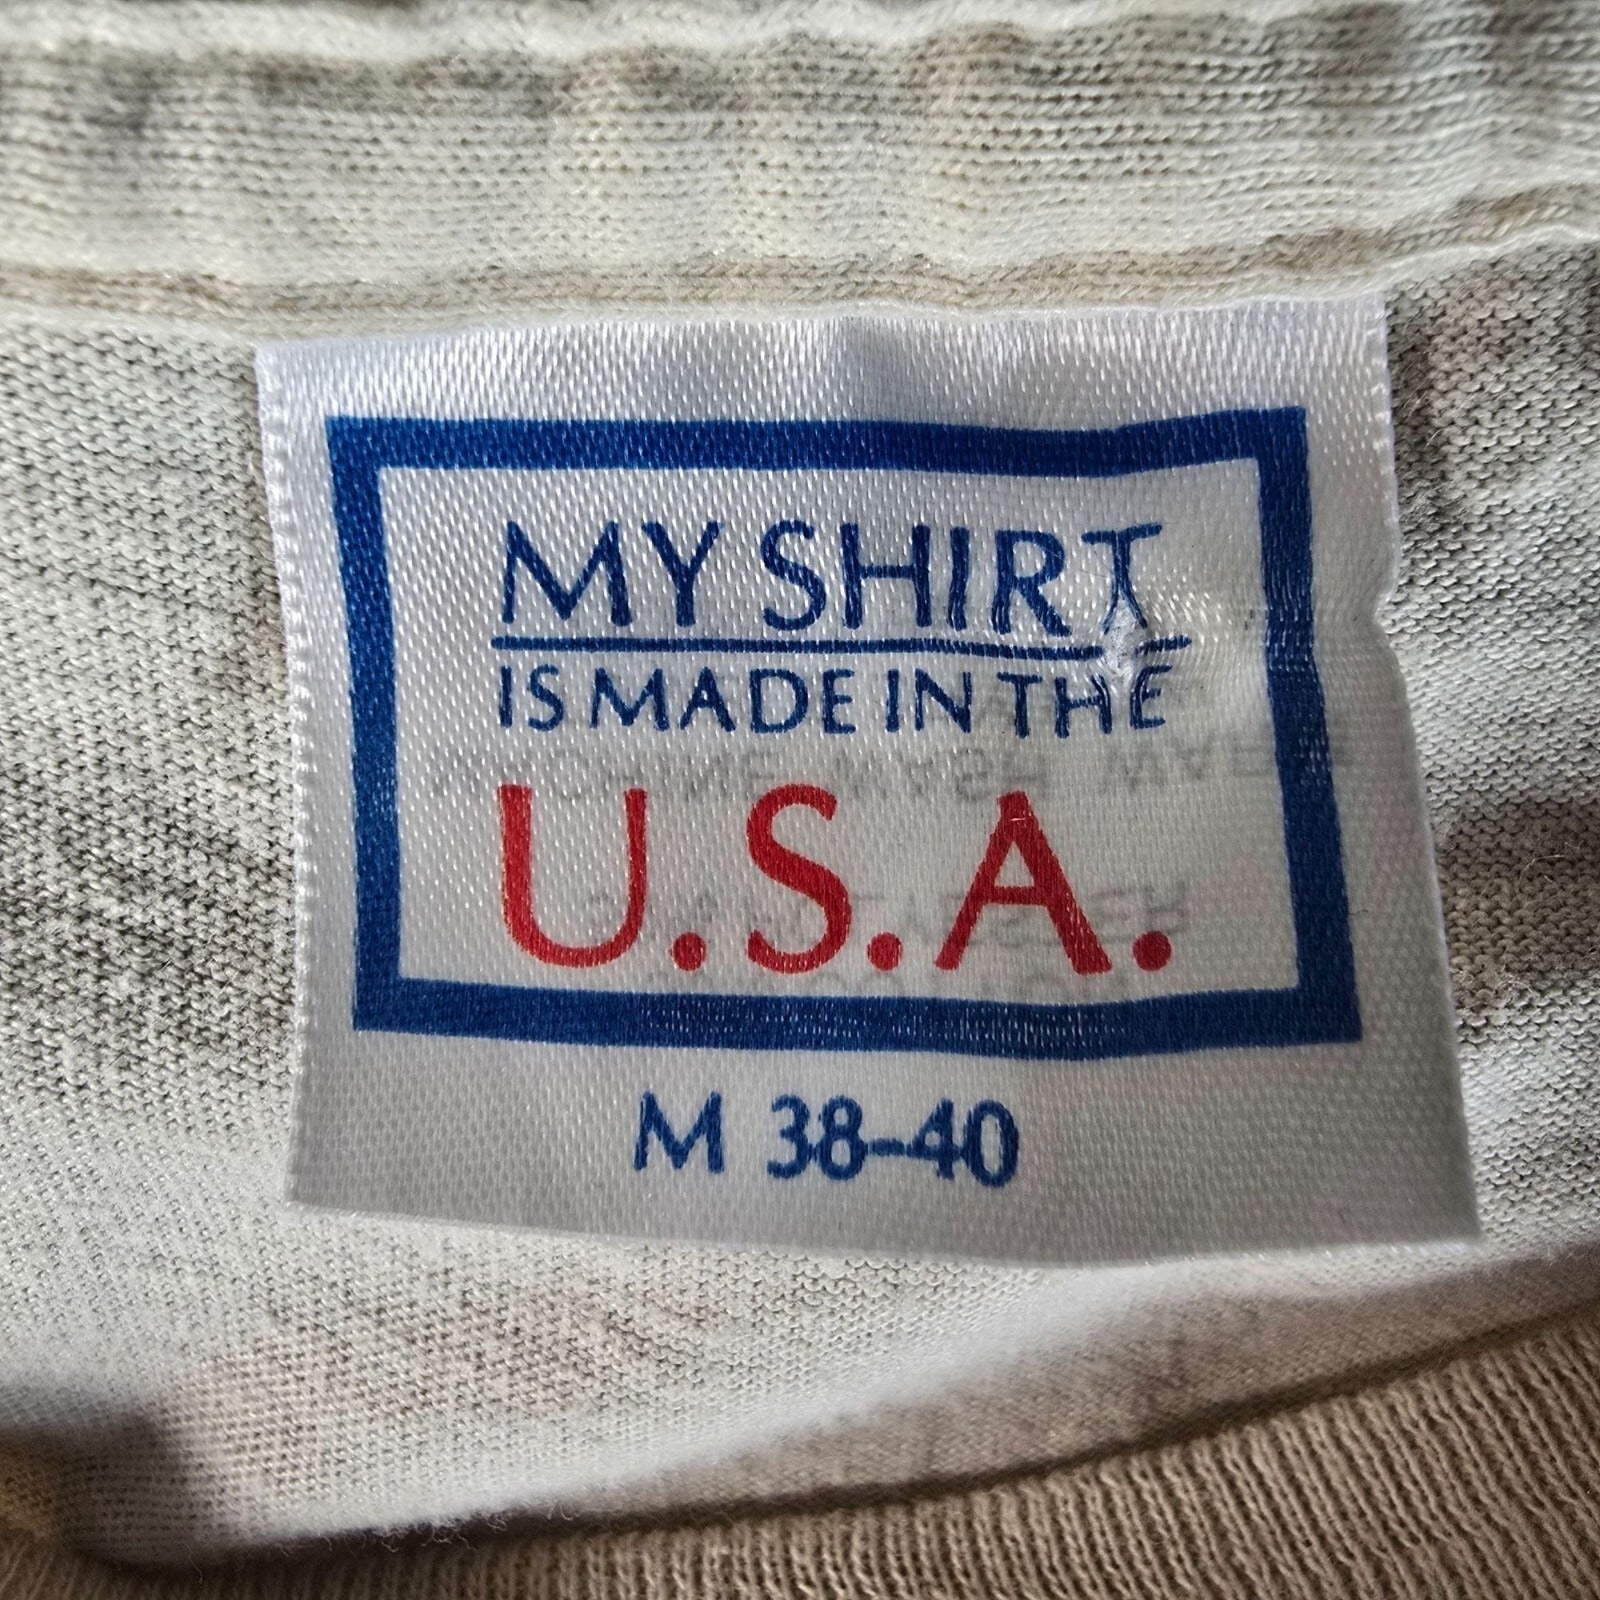 MY SHIRT
IS MADE IN THE
U.S.A.
M 38-40